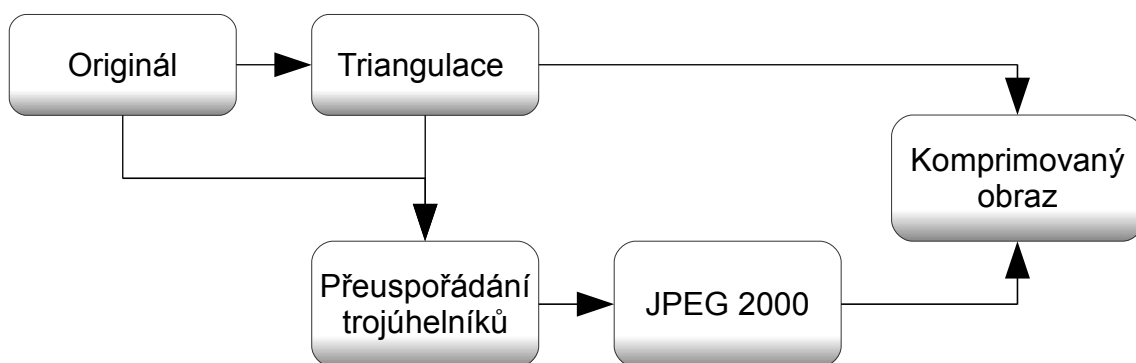 Originál
Triangulace
Komprimovaný
obraz
Přeuspořádání
trojúhelníků
JPEG 2000